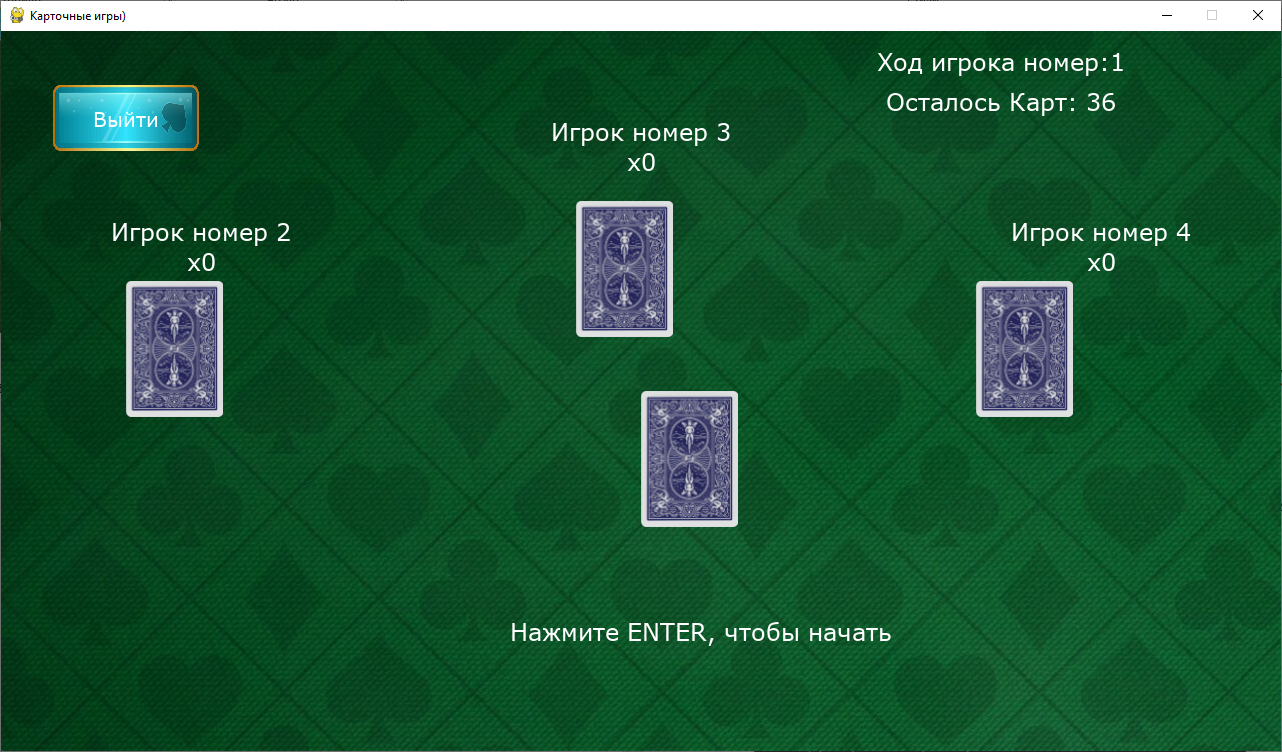 Карточные игры)
Ход игрока номер:1
Осталось Карт: 36
Выйти
Игрок номер 3
x0
Игрок номер 2
x0
Игрок номер 4
x0
Нажмите ENTER, чтобы начать